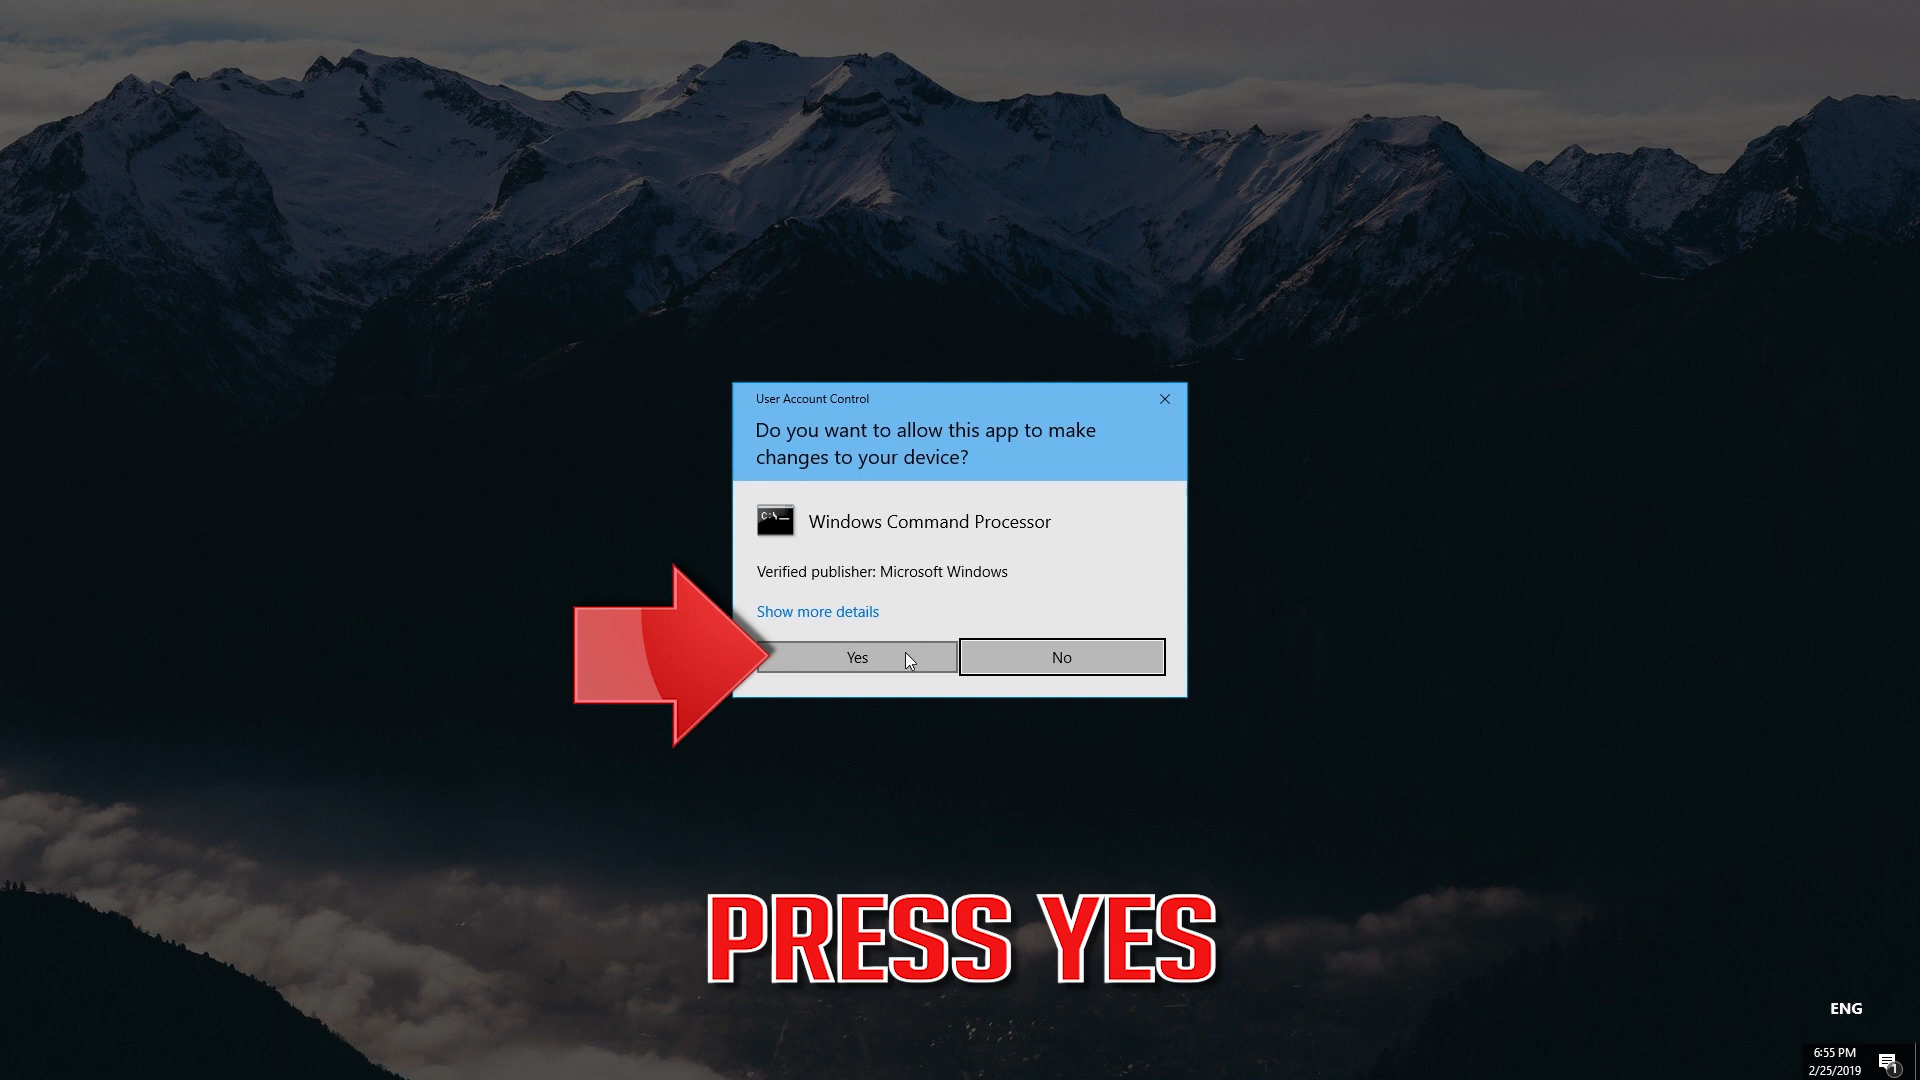 User Account Control
Do you want to allow this app to make
changes to your device?
C:\_
Windows Command Processor
Verified publisher: Microsoft Windows
Show more details
Yes
No
PRESS YES
ENG
6:55 PM
2/25/2019
1